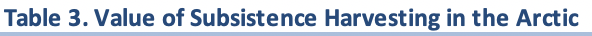 Table 3. Value of Subsistence Harvesting in the Arctic